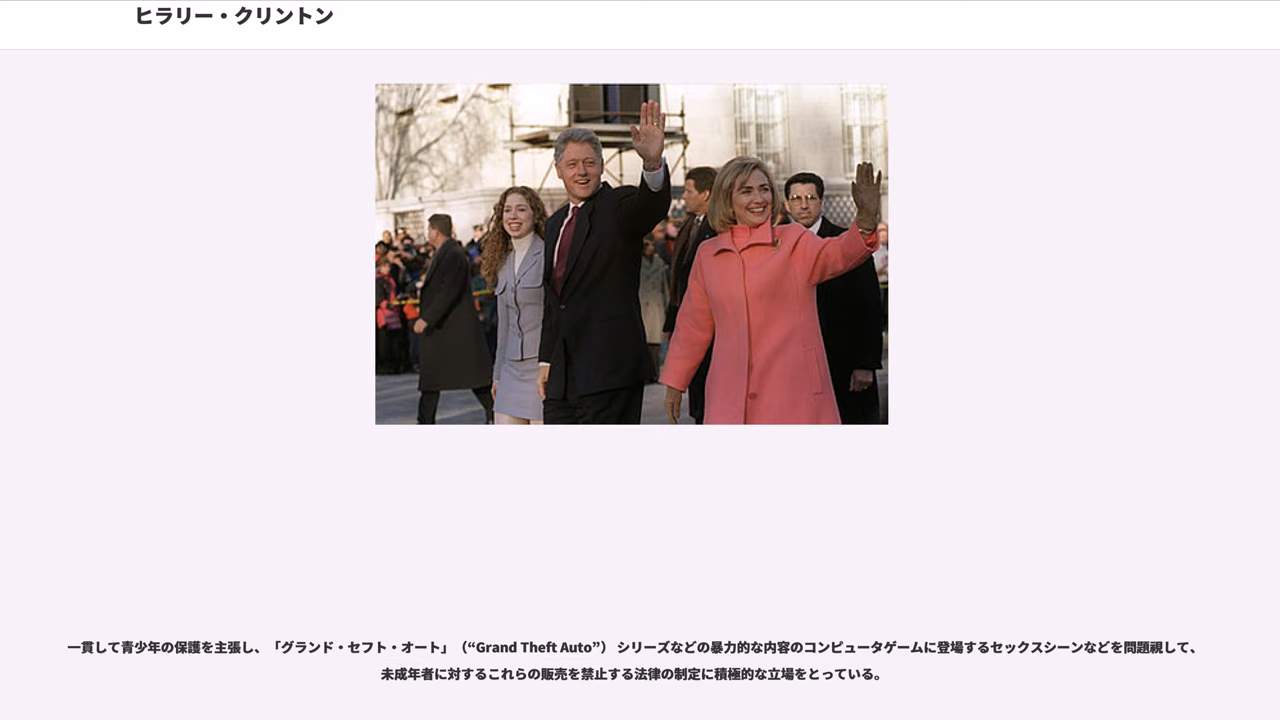 ヒラリー・クリントン
一貫して青少年の保護を主張し、「グランド・セフト・オート」（“Grand Theft Auto”） シリーズなどの暴力的な内容のコンピュータゲームに登場するセックスシーンなどを問題視して、
未成年者に対するこれらの販売を禁止する法律の制定に積極的な立場をとっている。